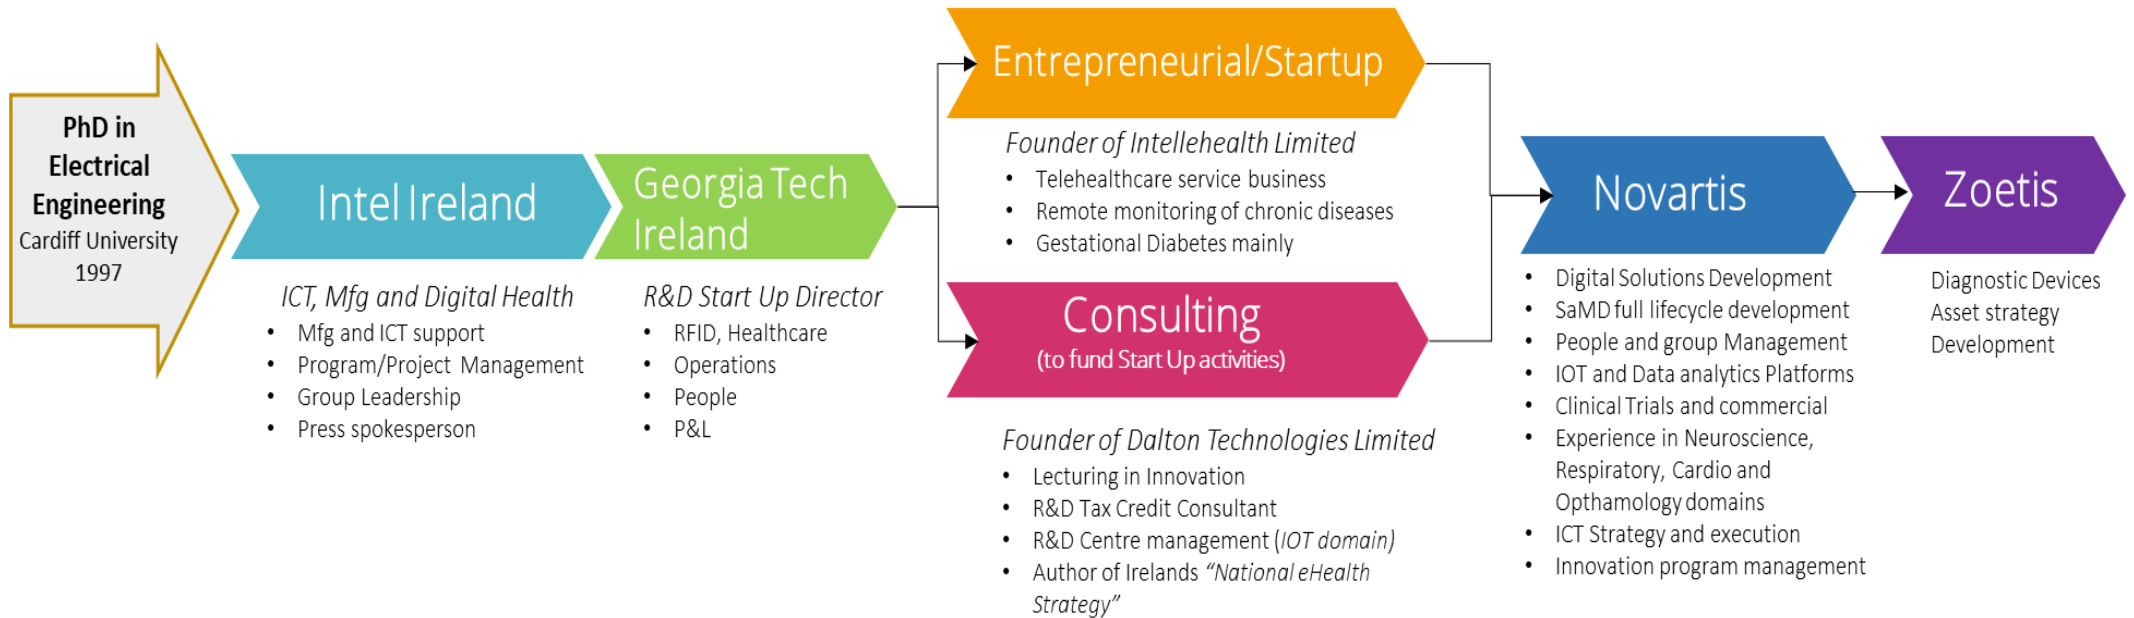 PhD in
Electrical
Engineering
Cardiff University
1997
Intel Ireland
ICT, Mfg and Digital Health
• Mfg and ICT support
• Program/Project Management
• Group Leadership
• Press spokesperson
Georgia Tech
Ireland
R&D Start Up Director
• RFID, Healthcare
• Operations
• People
• P&L
Entrepreneurial/Startup
Founder of Intellehealth Limited
• Telehealthcare service business
• Remote monitoring of chronic diseases
• Gestational Diabetes mainly
Consulting
(to fund Start Up activities)
Founder of Dalton Technologies Limited
• Lecturing in Innovation
• R&D Tax Credit Consultant
• R&D Centre management (IOT domain)
• Author of Irelands “National eHealth
Strategy”
Novartis
• Digital Solutions Development
• SaMD full lifecycle development
• People and group Management
• IOT and Data analytics Platforms
• Clinical Trials and commercial
• Experience in Neuroscience,
Respiratory, Cardio and
Opthamology domains
• ICT Strategy and execution
• Innovation program management
Zoetis
Diagnostic Devices
Asset strategy
Development